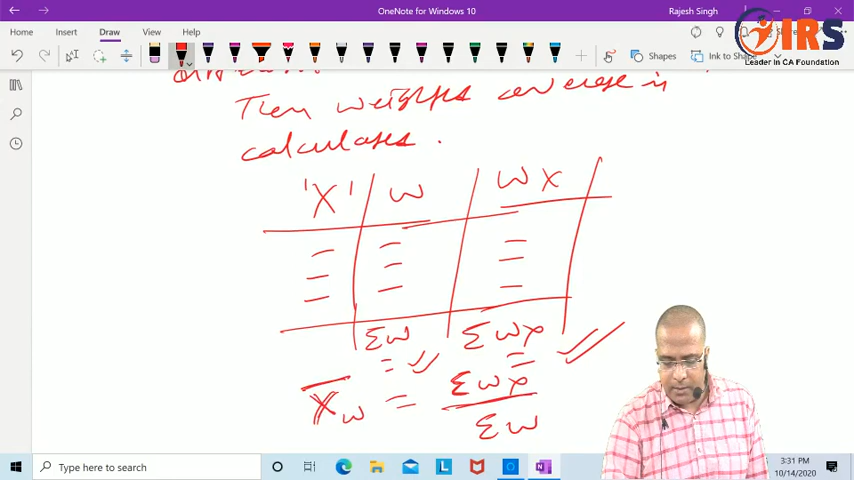 OneNote for Windows 10
Rajesh Singh
Home Insert Draw View Help
Share
Shapes Ink to Shape
IRS
Leader In CA Foundation
Then weighted average is
calculated.
'X' W WX
ΣW ΣWX
X̄w = ΣWX / ΣW
Type here to search
3:31 PM
10/14/2020